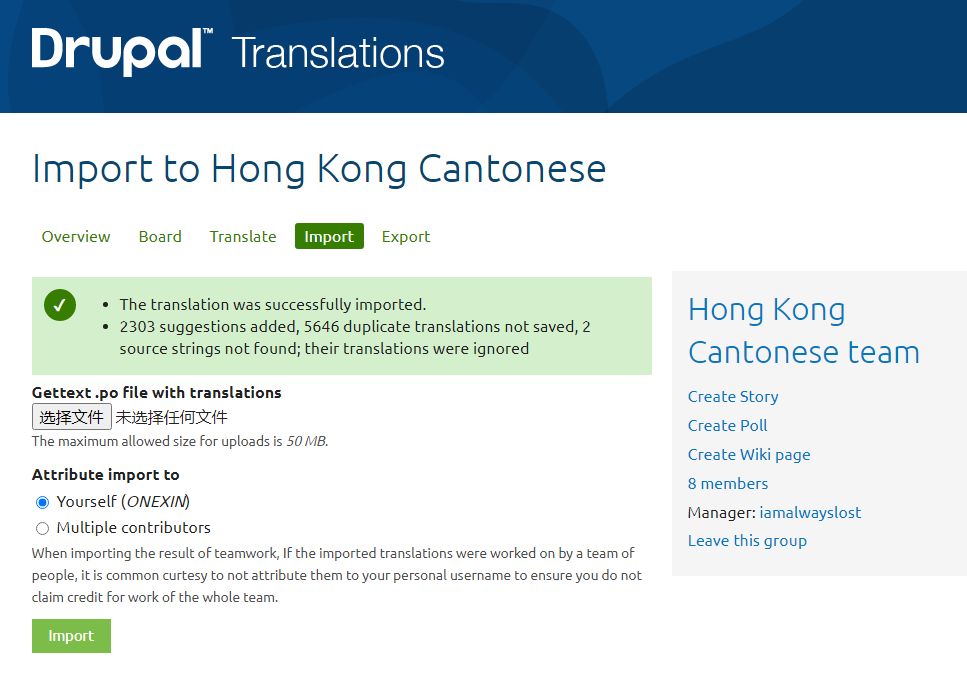 Drupal™ Translations
Import to Hong Kong Cantonese
Overview Board Translate Import Export
The translation was successfully imported.
2303 suggestions added, 5646 duplicate translations not saved, 2
source strings not found; their translations were ignored
Gettext .po file with translations
选择文件 未选择任何文件
The maximum allowed size for uploads is 50 MB.
Attribute import to
Yourself (ONEXIN)
Multiple contributors
When importing the result of teamwork, If the imported translations were worked on by a team of
people, it is common curtesy to not attribute them to your personal username to ensure you do not
claim credit for work of the whole team.
Import
Hong Kong
Cantonese team
Create Story
Create Poll
Create Wiki page
8 members
Manager: iamalwayslost
Leave this group